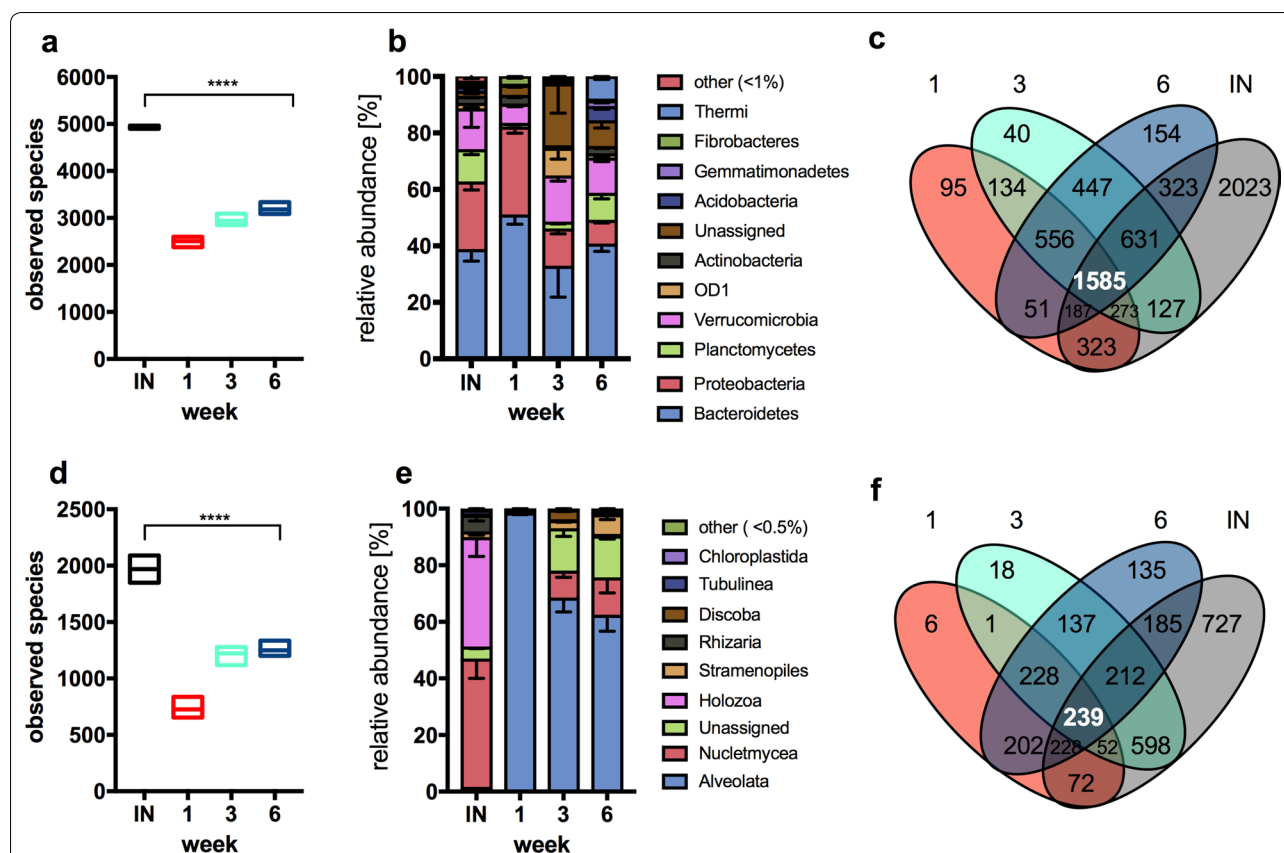 a
observed species
6000
5000
4000
3000
2000
1000
0
****
IN 1 3 6
week
b
relative abundance [%]
100
80
60
40
20
0
IN 1 3 6
week
other (<1%)
Thermi
Fibrobacteres
Gemmatimonadetes
Acidobacteria
Unassigned
Actinobacteria
OD1
Verrucomicrobia
Planctomycetes
Proteobacteria
Bacteroidetes
c
1 3 6 IN
40 154
95 134 447 323 2023
556 631
1585
51 187 273 127
323
d
observed species
2500
2000
1500
1000
500
0
****
IN 1 3 6
week
e
relative abundance [%]
100
80
60
40
20
0
IN 1 3 6
week
other ( <0.5%)
Chloroplastida
Tubulinea
Discoba
Rhizaria
Stramenopiles
Holozoa
Unassigned
Nucletmycea
Alveolata
f
1 3 6 IN
18 135
6 1 137 185 727
228 212
239
202 228 52 598
72